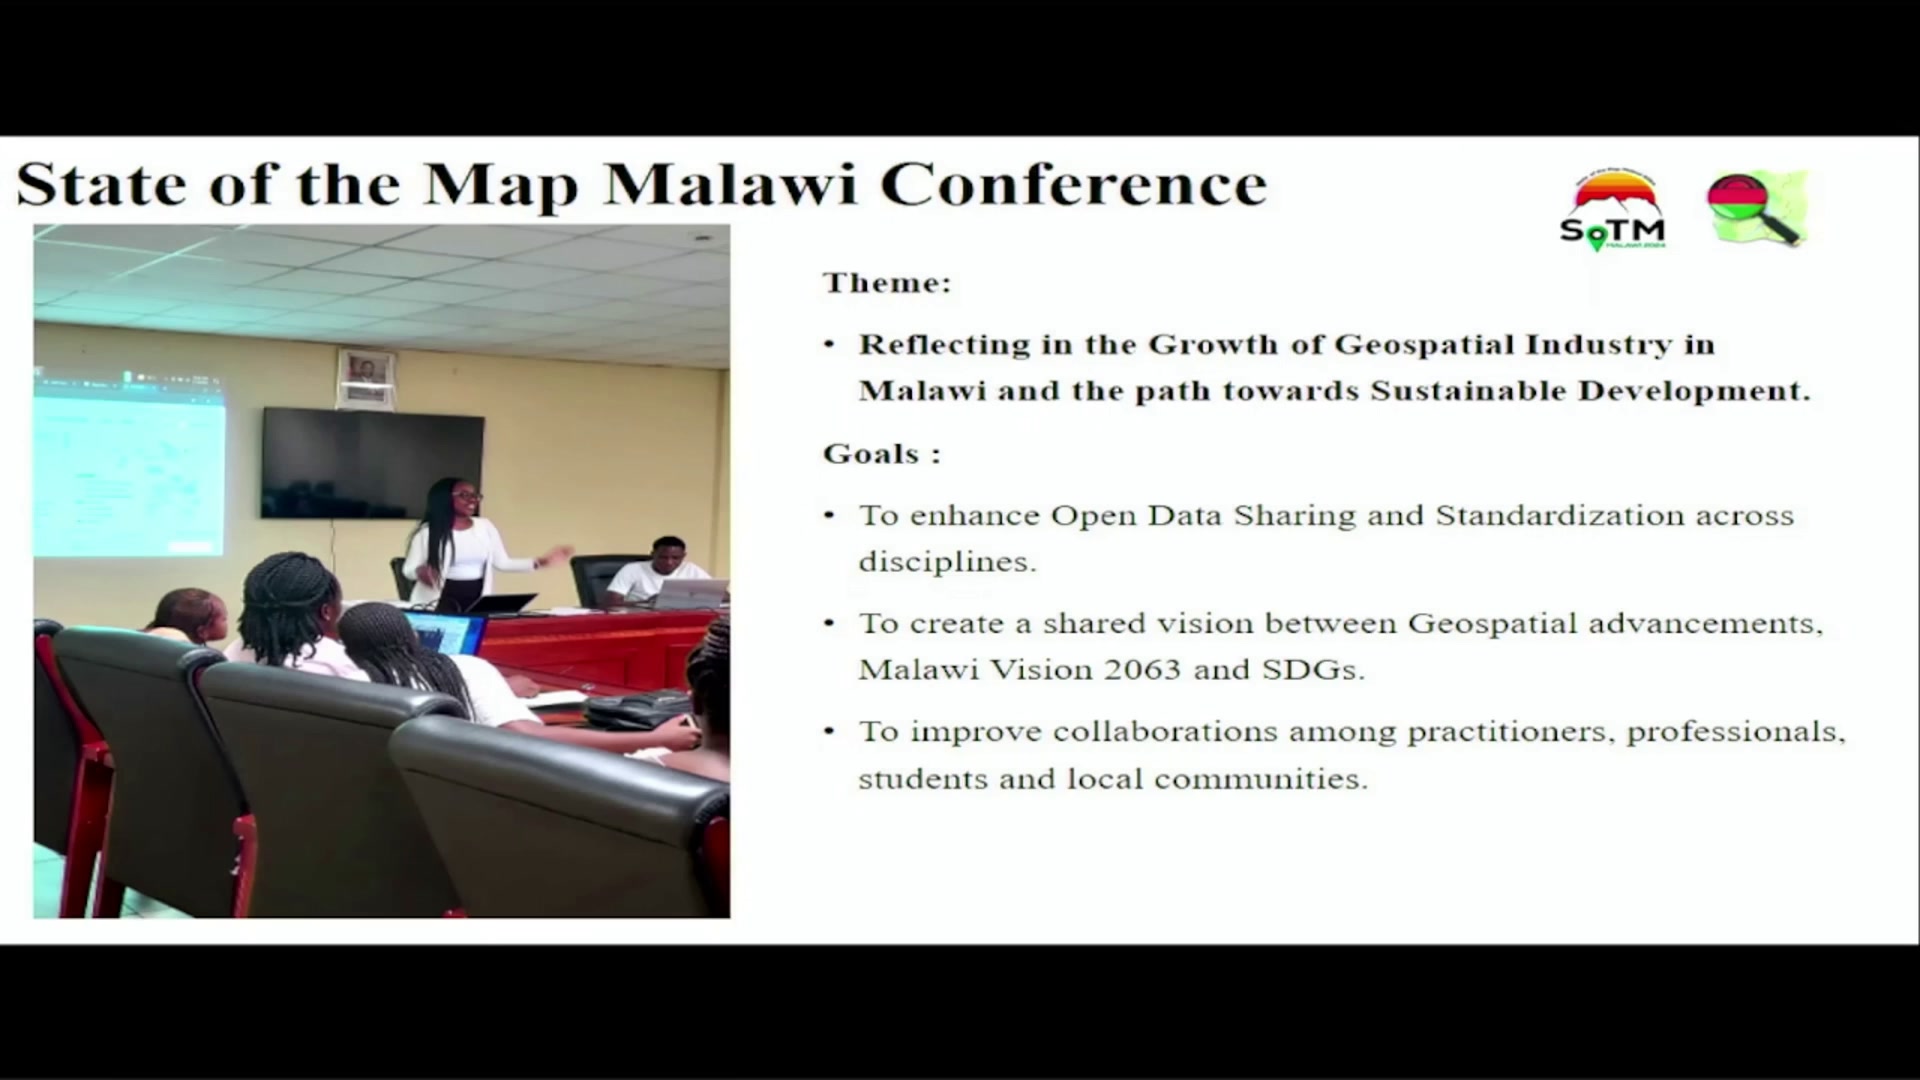 State of the Map Malawi Conference
SoTM
MALAWI 2024
Theme:
• Reflecting in the Growth of Geospatial Industry in
Malawi and the path towards Sustainable Development.
Goals :
• To enhance Open Data Sharing and Standardization across
disciplines.
• To create a shared vision between Geospatial advancements,
Malawi Vision 2063 and SDGs.
• To improve collaborations among practitioners, professionals,
students and local communities.